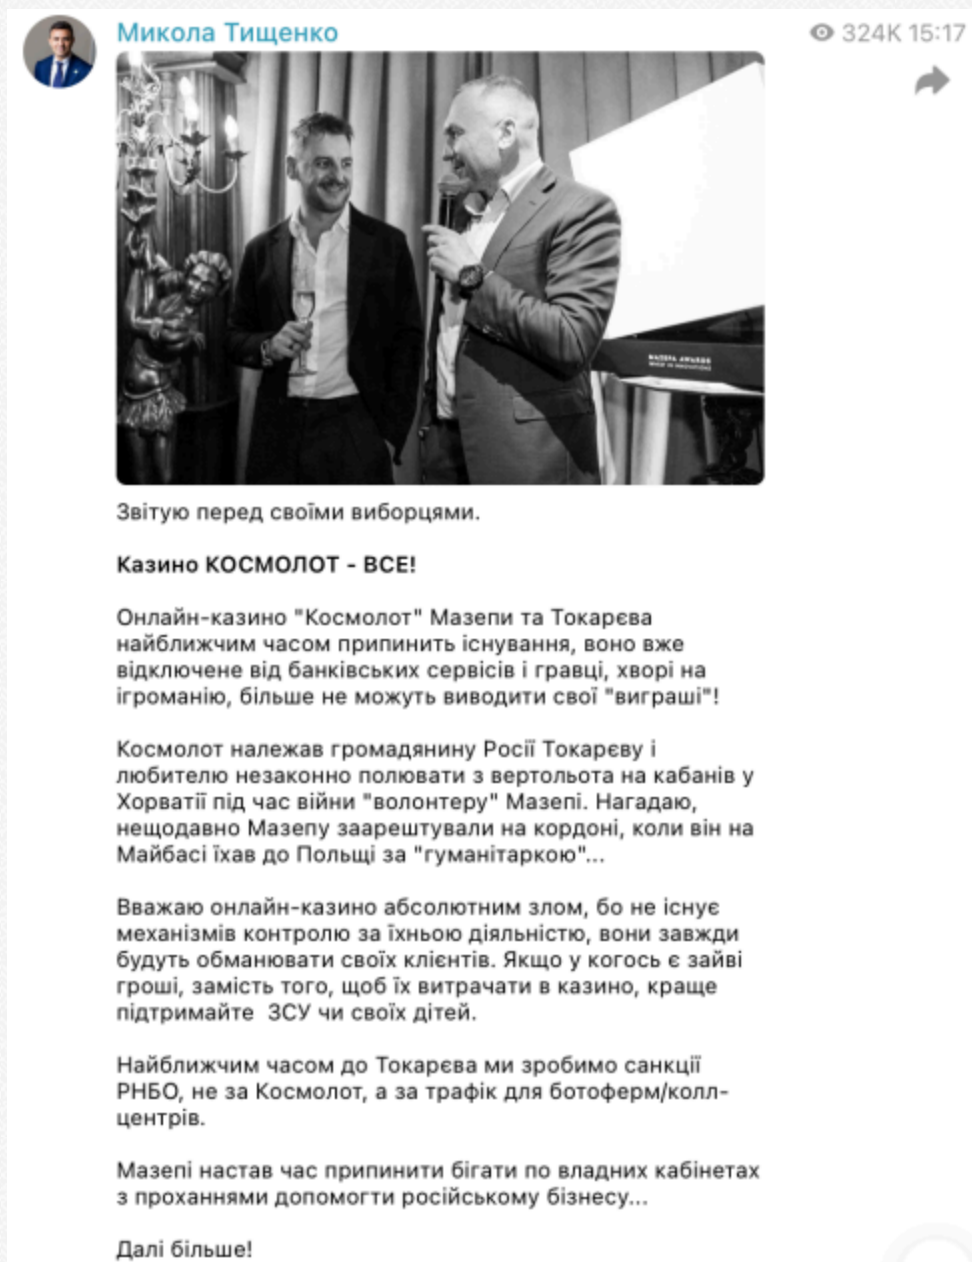 Микола Тищенко
324K 15:17
MAZEPA AWARDS
Звітую перед своїми виборцями.
Казино КОСМОЛОТ - ВСЕ!
Онлайн-казино "Космолот" Мазепи та Токарєва
найближчим часом припинить існування, воно вже
відключене від банківських сервісів і гравці, хворі на
ігроманію, більше не можуть виводити свої "виграші"!
Космолот належав громадянину Росії Токарєву і
любителю незаконно полювати з вертольота на кабанів у
Хорватії під час війни "волонтеру" Мазепі. Нагадаю,
нещодавно Мазепу заарештували на кордоні, коли він на
Майбасі їхав до Польщі за "гуманітаркою"...
Вважаю онлайн-казино абсолютним злом, бо не існує
механізмів контролю за їхньою діяльністю, вони завжди
будуть обманювати своїх клієнтів. Якщо у когось є зайві
гроші, замість того, щоб їх витрачати в казино, краще
підтримайте  ЗСУ чи своїх дітей.
Найближчим часом до Токарєва ми зробимо санкції
РНБО, не за Космолот, а за трафік для ботоферм/колл-
центрів.
Мазепі настав час припинити бігати по владних кабінетах
з проханнями допомогти російському бізнесу...
Далі більше!